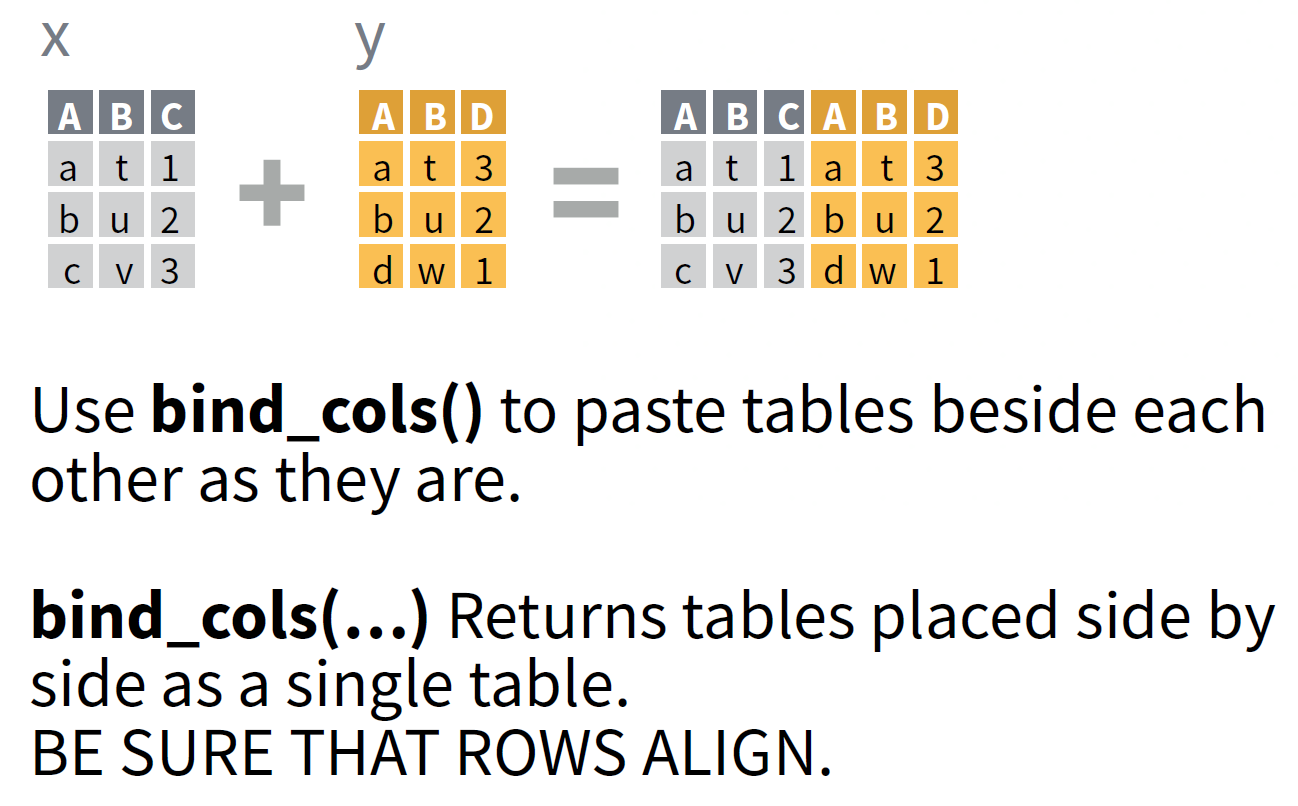 x y
A B C A B D A B C A B D
a t 1 + a t 3 = a t 1 a t 3
b u 2 b u 2 b u 2 b u 2
c v 3 d w 1 c v 3 d w 1
Use bind_cols() to paste tables beside each
other as they are.
bind_cols(…) Returns tables placed side by
side as a single table.
BE SURE THAT ROWS ALIGN.